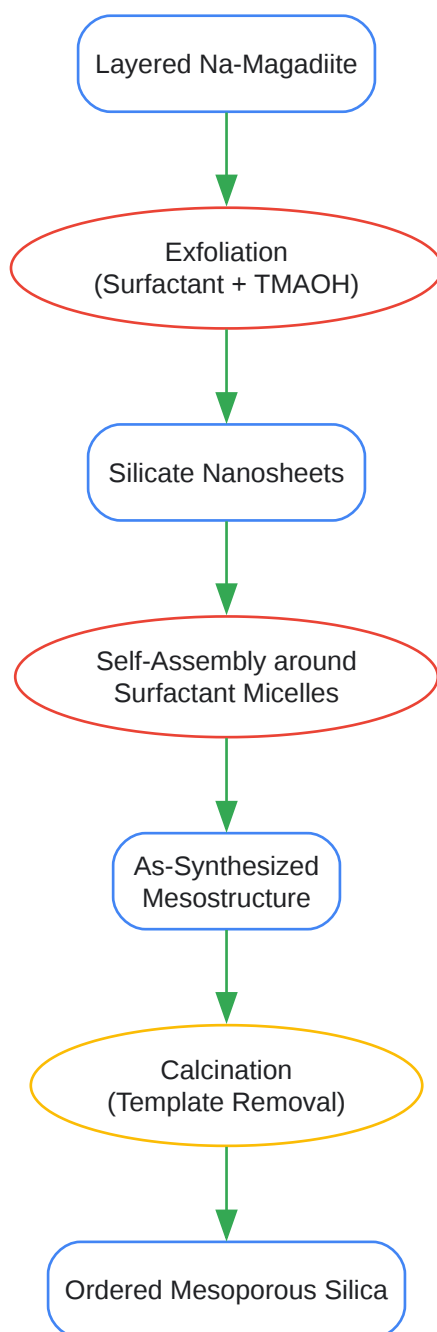 Layered Na-Magadiite
Exfoliation
(Surfactant + TMAOH)
Silicate Nanosheets
Self-Assembly around
Surfactant Micelles
As-Synthesized
Mesostructure
Calcination
(Template Removal)
Ordered Mesoporous Silica